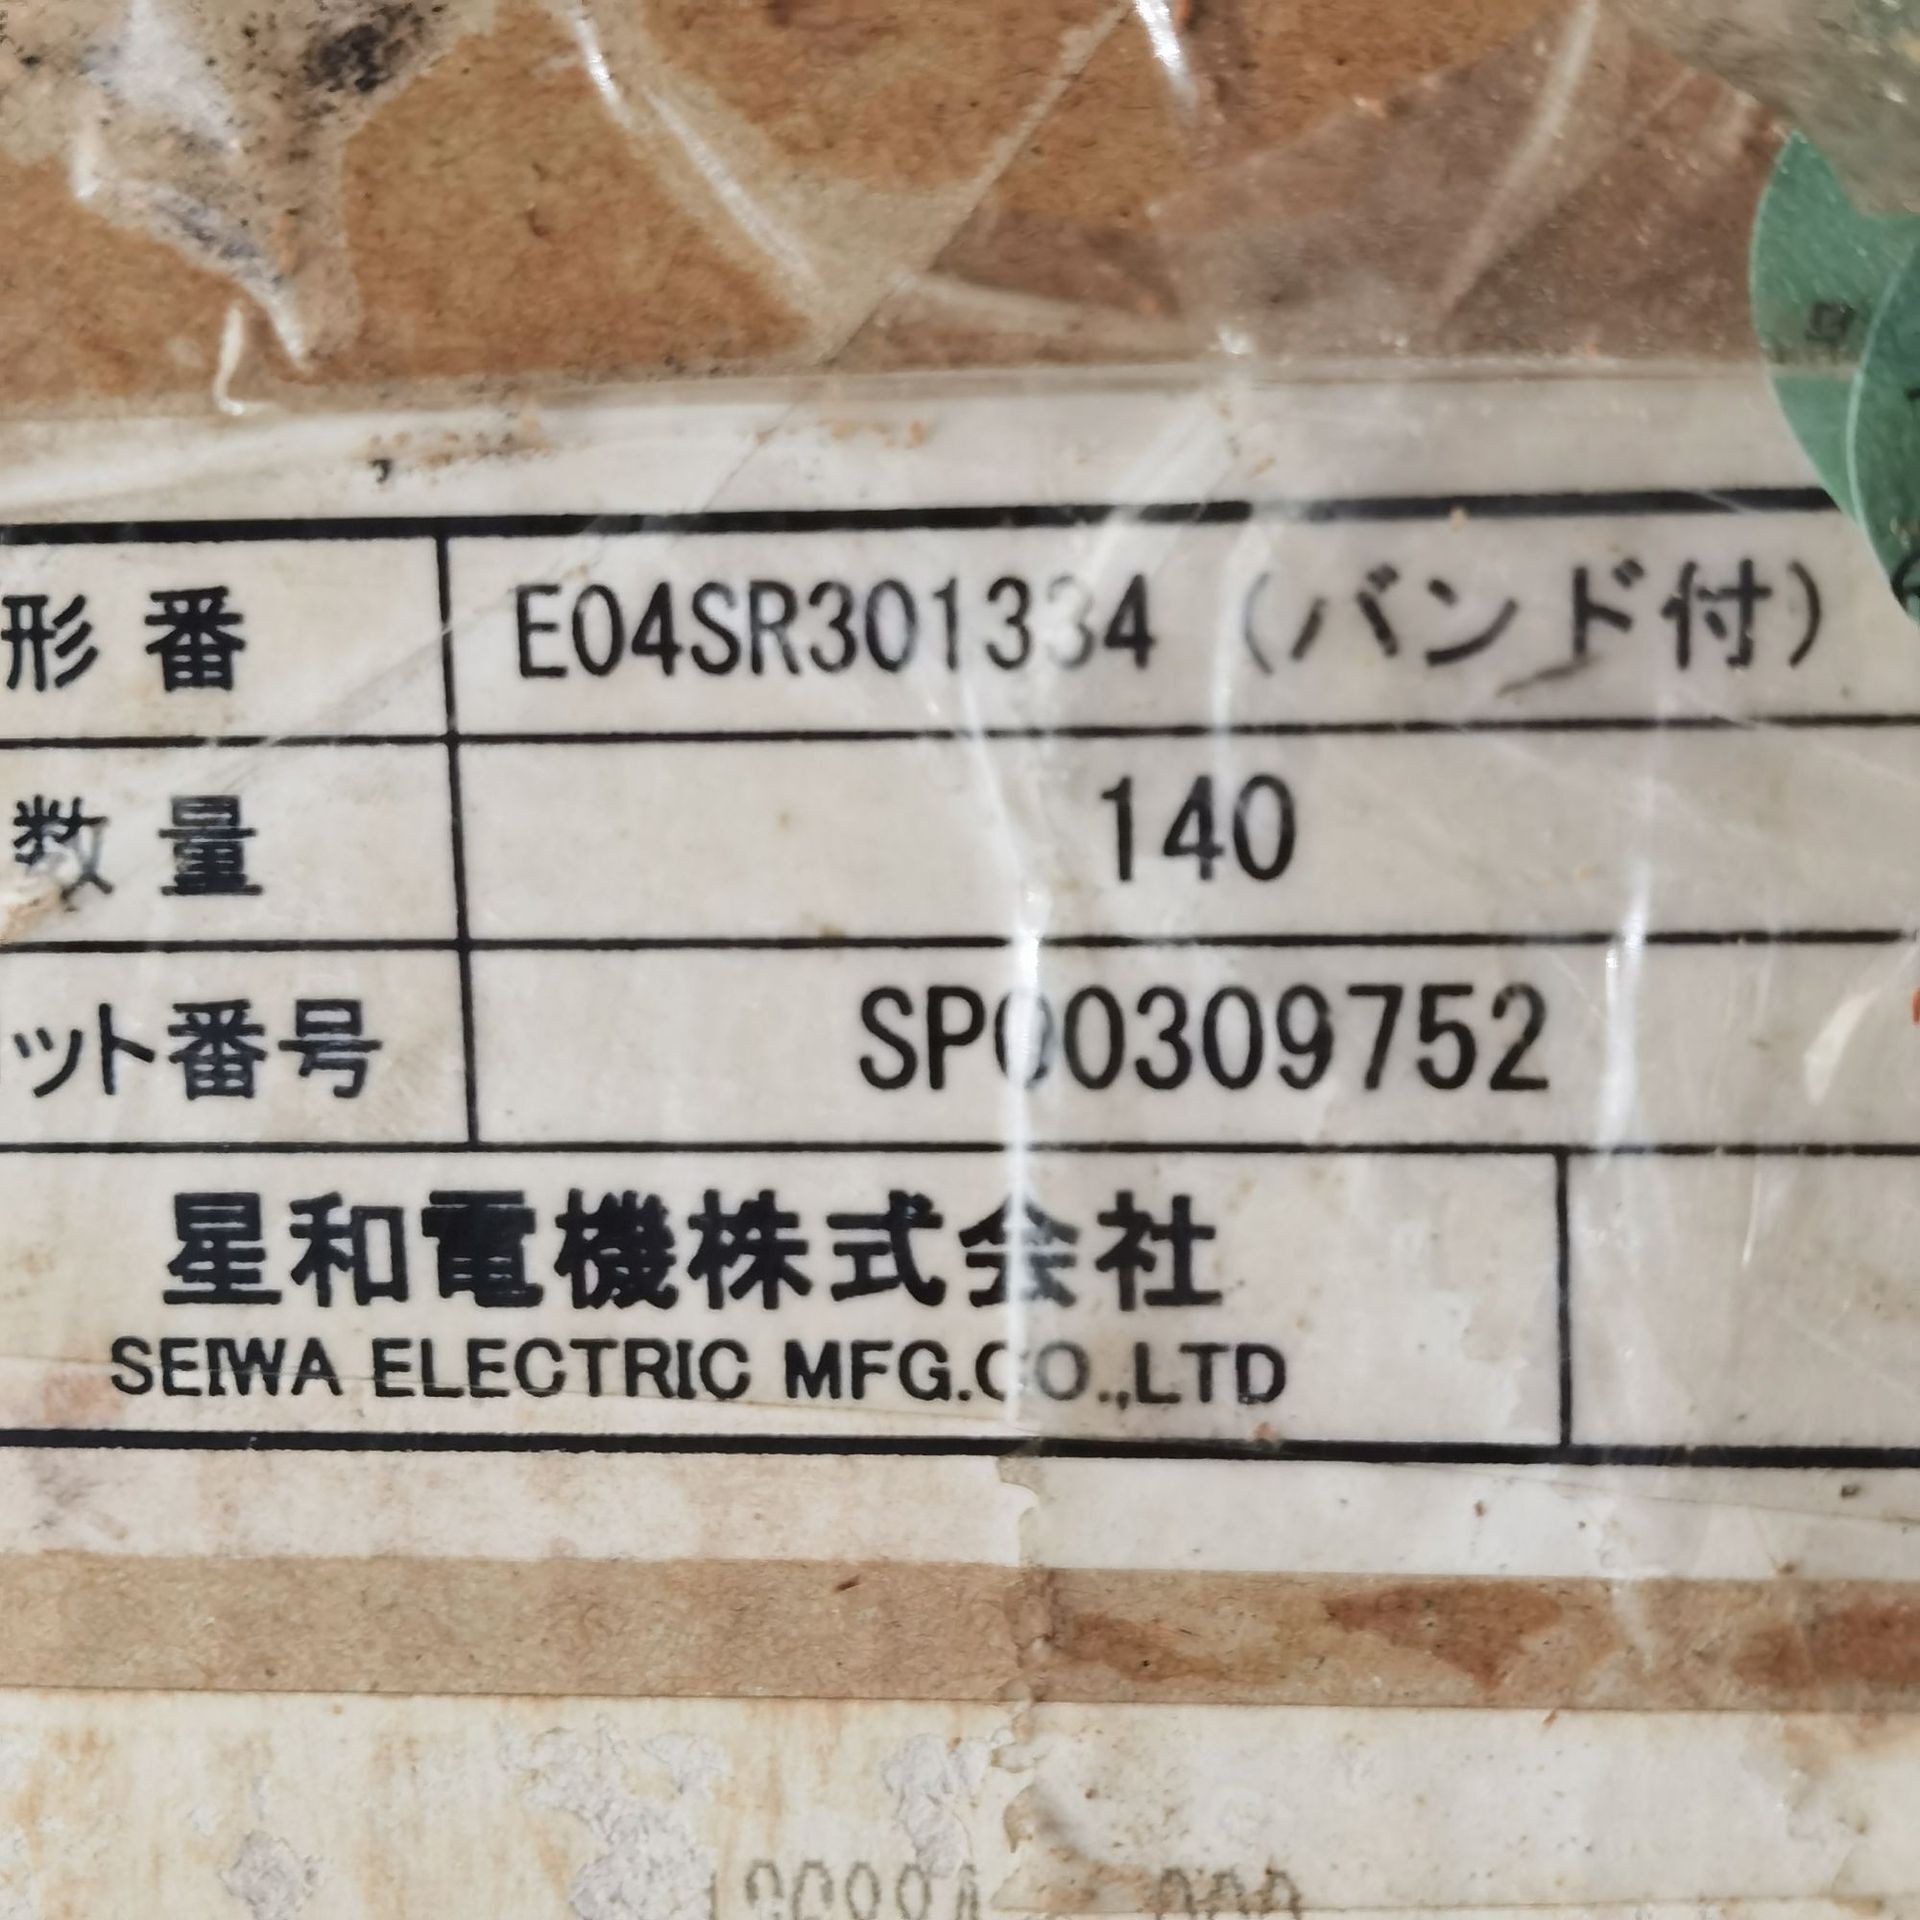 形番 E04SR301334 (バンド付)
数量 140
ット番号 SP00309752
星和電機株式会社
SEIWA ELECTRIC MFG.CO.,LTD